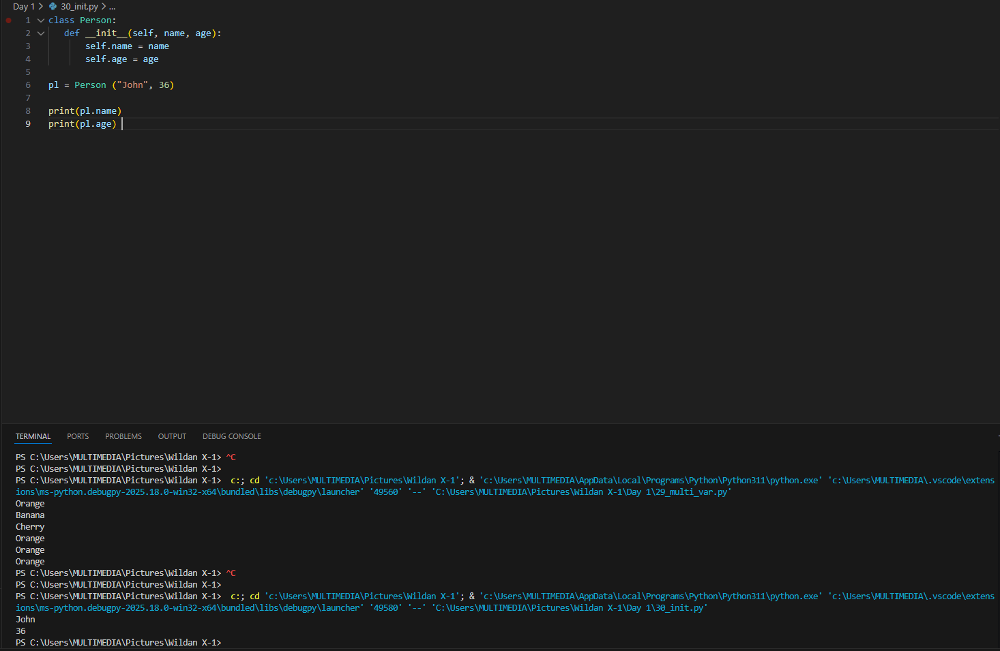 Day 1 > 30_init.py > ...
1 class Person:
2 def __init__(self, name, age):
3 self.name = name
4 self.age = age
5
6 pl = Person ("John", 36)
7
8 print(pl.name)
9 print(pl.age)
TERMINAL PORTS PROBLEMS OUTPUT DEBUG CONSOLE
PS C:\Users\MULTIMEDIA\Pictures\Wildan X-1> ^C
PS C:\Users\MULTIMEDIA\Pictures\Wildan X-1>
PS C:\Users\MULTIMEDIA\Pictures\Wildan X-1>  c:; cd 'c:\Users\MULTIMEDIA\Pictures\Wildan X-1'; & 'c:\Users\MULTIMEDIA\AppData\Local\Programs\Python\Python311\python.exe' 'c:\Users\MULTIMEDIA\.vscode\extens
ions\ms-python.debugpy-2025.18.0-win32-x64\bundled\libs\debugpy\launcher' '49560' '--' 'C:\Users\MULTIMEDIA\Pictures\Wildan X-1\Day 1\29_multi_var.py'
Orange
Banana
Cherry
Orange
Orange
Orange
PS C:\Users\MULTIMEDIA\Pictures\Wildan X-1> ^C
PS C:\Users\MULTIMEDIA\Pictures\Wildan X-1>
PS C:\Users\MULTIMEDIA\Pictures\Wildan X-1>  c:; cd 'c:\Users\MULTIMEDIA\Pictures\Wildan X-1'; & 'c:\Users\MULTIMEDIA\AppData\Local\Programs\Python\Python311\python.exe' 'c:\Users\MULTIMEDIA\.vscode\extens
ions\ms-python.debugpy-2025.18.0-win32-x64\bundled\libs\debugpy\launcher' '49580' '--' 'C:\Users\MULTIMEDIA\Pictures\Wildan X-1\Day 1\30_init.py'
John
36
PS C:\Users\MULTIMEDIA\Pictures\Wildan X-1>